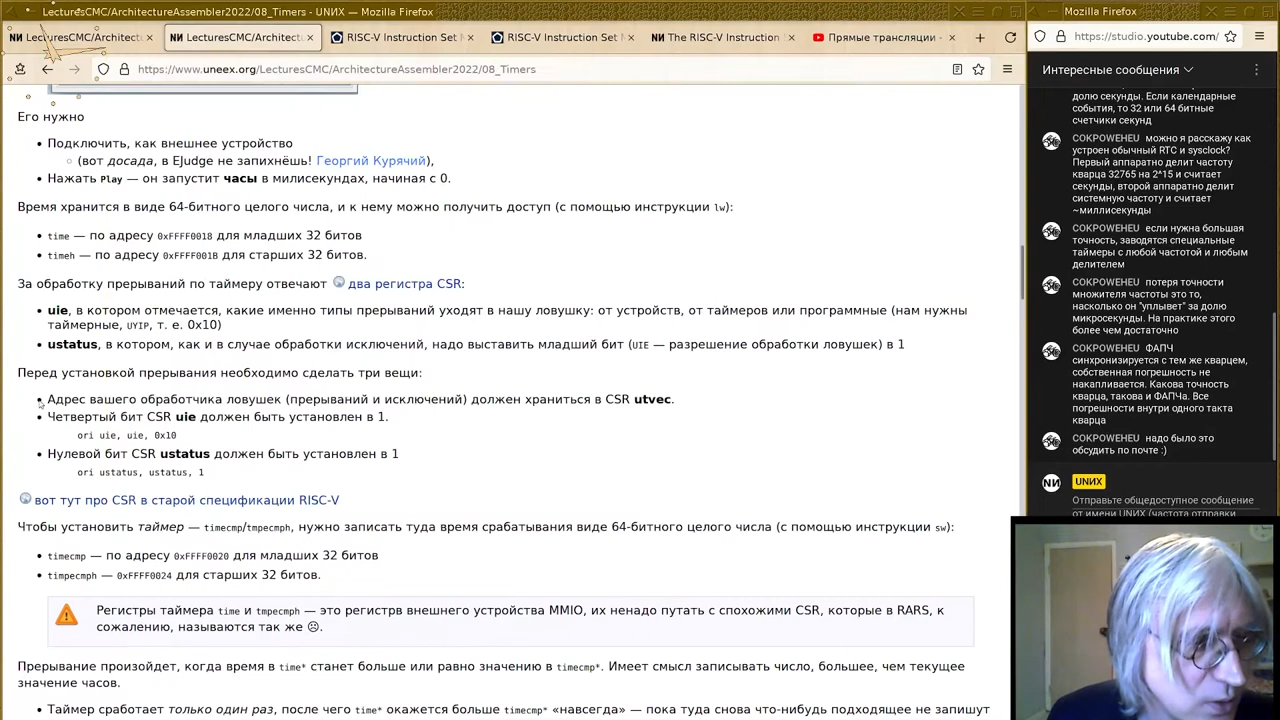 LecturesCMC/ArchitectureAssembler2022/08_Timers - UNИX — Mozilla Firefox
Mozilla Firefox
LecturesCMC/Architectu
LecturesCMC/Architectu
RISC-V Instruction Set M
RISC-V Instruction Set M
The RISC-V Instruction S
Прямые трансляции -
https://www.uneex.org/LecturesCMC/ArchitectureAssembler2022/08_Timers
https://studio.youtube.com/
Его нужно
Подключить, как внешнее устройство
(вот досада, в EJudge не запихнёшь! Георгий Курячий),
Нажать Play — он запустит часы в милисекундах, начиная с 0.
Время хранится в виде 64-битного целого числа, и к нему можно получить доступ (с помощью инструкции lw):
time — по адресу 0xFFFF0018 для младших 32 битов
timeh — по адресу 0xFFFF001B для старших 32 битов.
За обработку прерываний по таймеру отвечают два регистра CSR:
uie, в котором отмечается, какие именно типы прерываний уходят в нашу ловушку: от устройств, от таймеров или программные (нам нужны
таймерные, UYIP, т. е. 0x10)
ustatus, в котором, как и в случае обработки исключений, надо выставить младший бит (UIE — разрешение обработки ловушек) в 1
Перед установкой прерывания необходимо сделать три вещи:
Адрес вашего обработчика ловушек (прерываний и исключений) должен храниться в CSR utvec.
Четвертый бит CSR uie должен быть установлен в 1.
ori uie, uie, 0x10
Нулевой бит CSR ustatus должен быть установлен в 1
ori ustatus, ustatus, 1
вот тут про CSR в старой спецификации RISC-V
Чтобы установить таймер — timecmp/tmpecmph, нужно записать туда время срабатывания виде 64-битного целого числа (с помощью инструкции sw):
timecmp — по адресу 0xFFFF0020 для младших 32 битов
timpecmph — 0xFFFF0024 для старших 32 битов.
Регистры таймера time и tmpecmph — это регистрв внешнего устройства MMIO, их ненадо путать с спохожими CSR, которые в RARS, к
сожалению, называются так же ☹.
Прерывание произойдет, когда время в time* станет больше или равно значению в timecmp*. Имеет смысл записывать число, большее, чем текущее
значение часов.
Таймер сработает только один раз, после чего time* окажется больше timecmp* «навсегда» — пока туда снова что-нибудь подходящее не запишут
Интересные сообщения
долю секунды. Если календарные
события, то 32 или 64 битные
счетчики секунд
COKPOWEHEU можно я расскажу как
устроен обычный RTC и sysclock?
Первый аппаратно делит частоту
кварца 32765 на 2^15 и считает
секунды, второй аппаратно делит
системную частоту и считает
~миллисекунды
COKPOWEHEU если нужна большая
точность, заводятся специальные
таймеры с любой частотой и любым
делителем
COKPOWEHEU потеря точности
множителя частоты это то,
насколько он "уплывет" за долю
микросекунды. На практике этого
более чем достаточно
COKPOWEHEU ФАПЧ
синхронизируется с тем же кварцем,
собственная погрешность не
накапливается. Какова точность
кварца, такова и ФАПЧа. Все
погрешности внутри одного такта
кварца
COKPOWEHEU надо было это
обсудить по почте :)
UNИX
Отправьте общедоступное сообщение
от имени UNИX (частота отправки